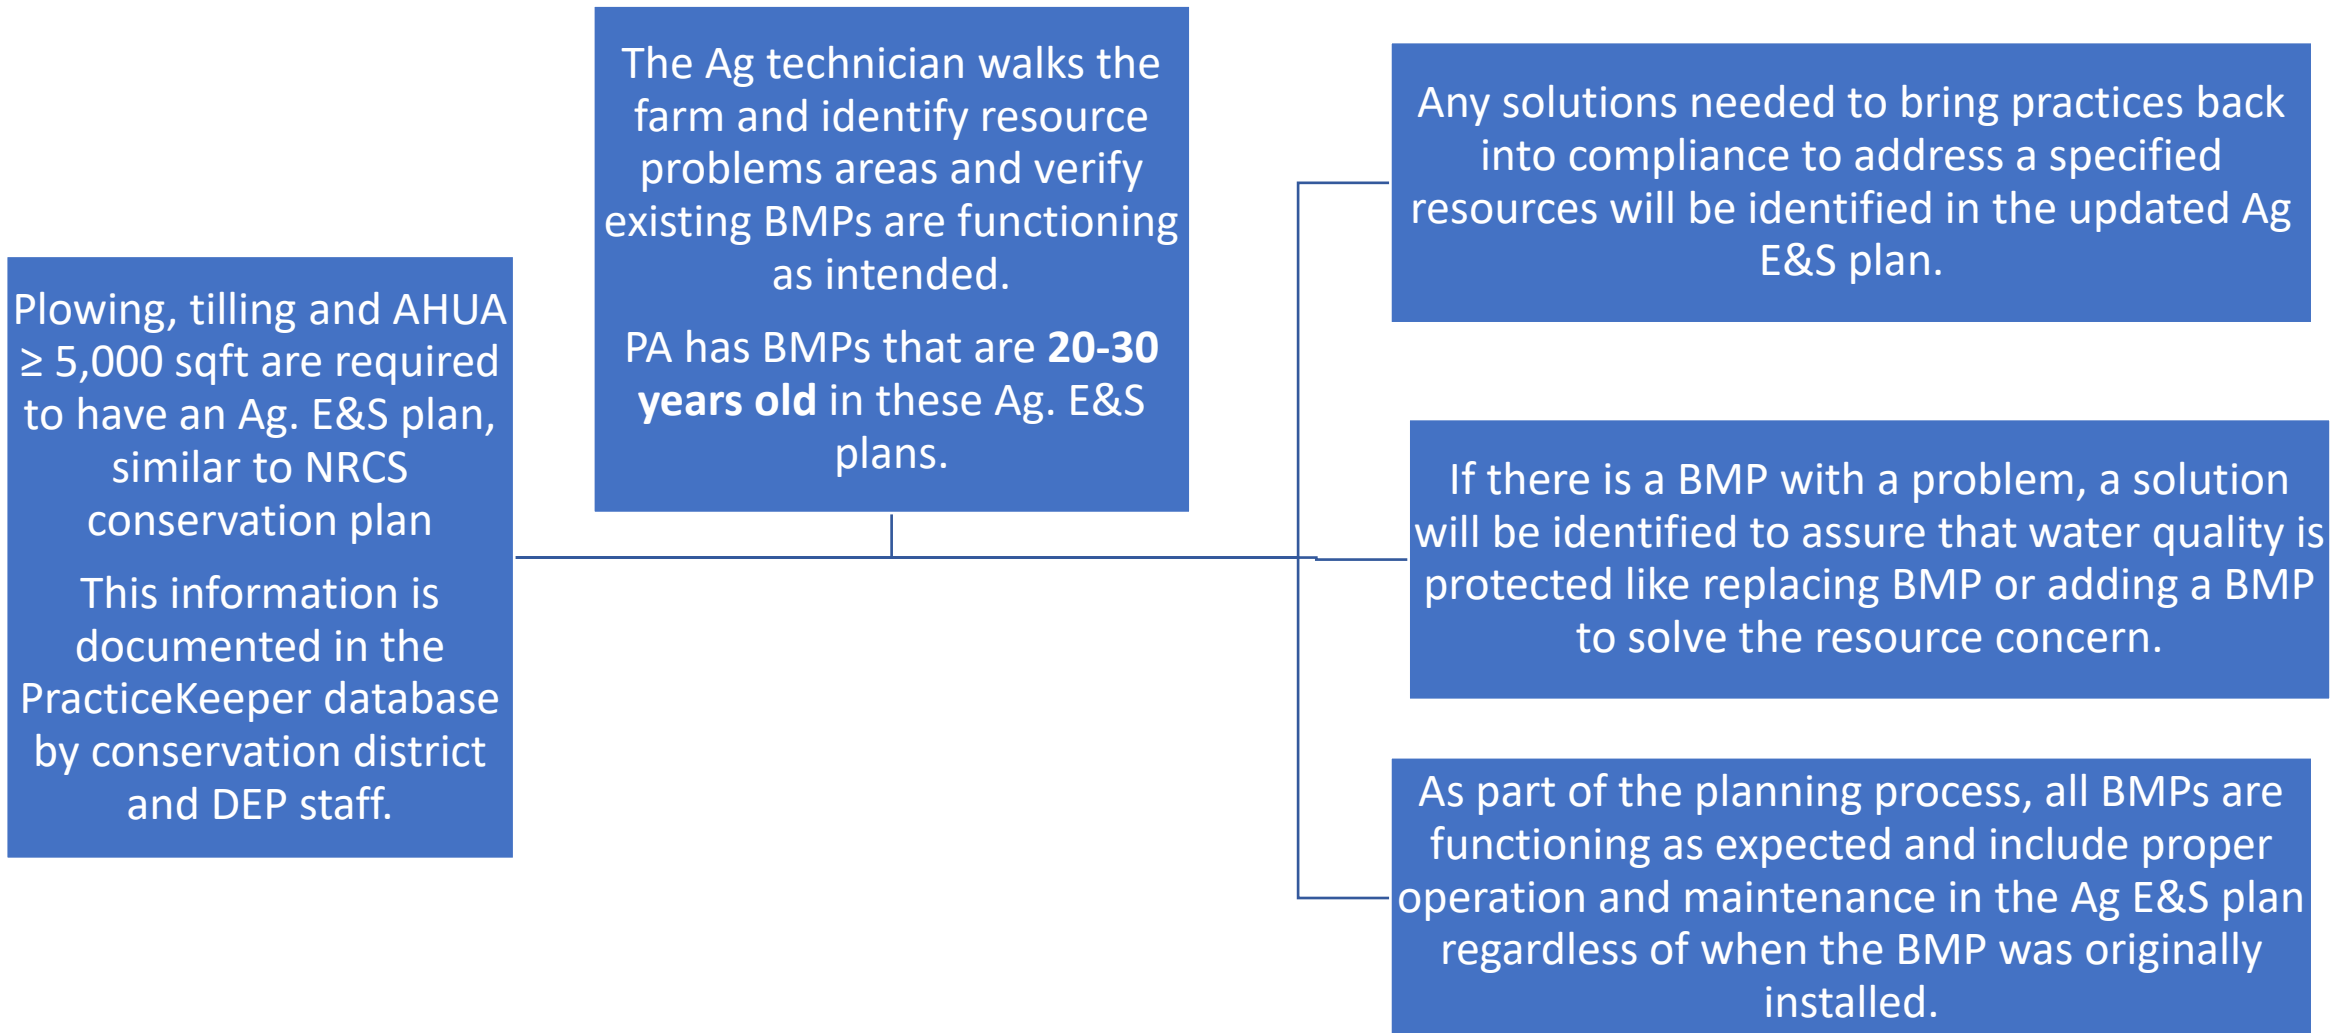 Plowing, tilling and AHUA
≥ 5,000 sqft are required
to have an Ag. E&S plan,
similar to NRCS
conservation plan
This information is
documented in the
PracticeKeeper database
by conservation district
and DEP staff.
The Ag technician walks the
farm and identify resource
problems areas and verify
existing BMPs are functioning
as intended.
PA has BMPs that are 20-30
years old in these Ag. E&S
plans.
Any solutions needed to bring practices back
into compliance to address a specified
resources will be identified in the updated Ag
E&S plan.
If there is a BMP with a problem, a solution
will be identified to assure that water quality is
protected like replacing BMP or adding a BMP
to solve the resource concern.
As part of the planning process, all BMPs are
functioning as expected and include proper
operation and maintenance in the Ag E&S plan
regardless of when the BMP was originally
installed.